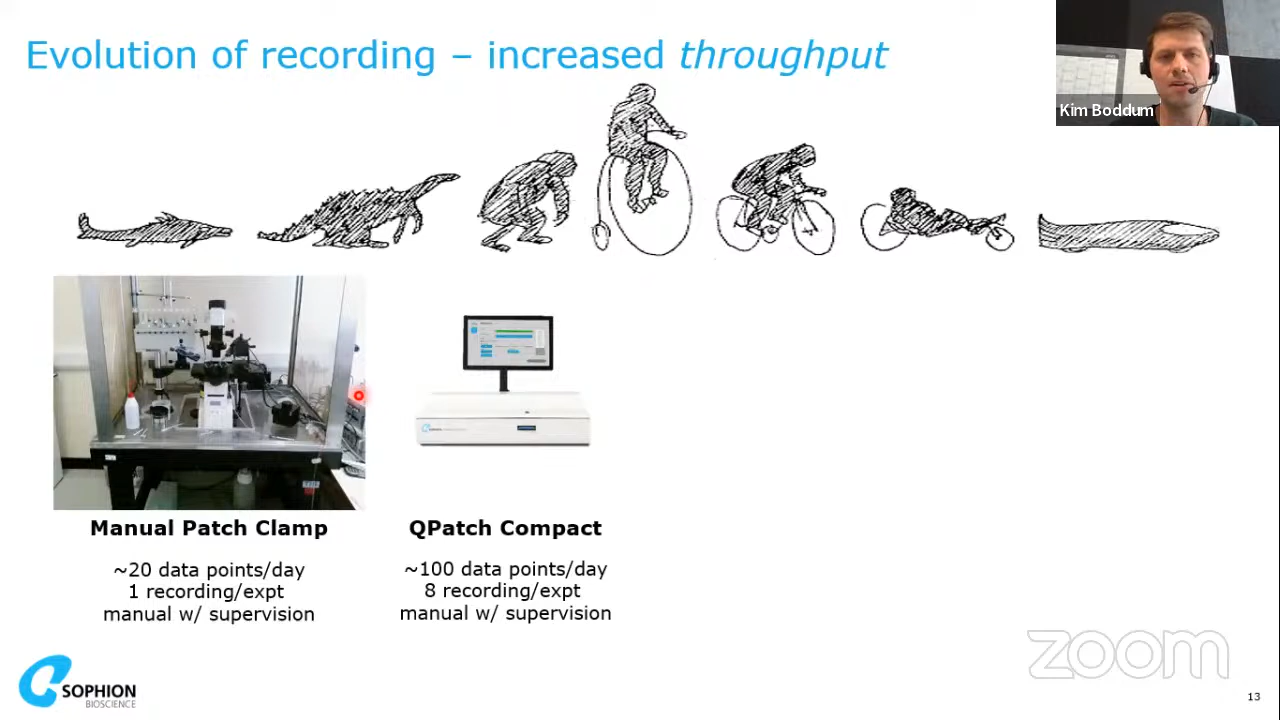 Evolution of recording – increased throughput
Kim Boddum
Manual Patch Clamp
~20 data points/day
1 recording/expt
manual w/ supervision
QPatch Compact
~100 data points/day
8 recording/expt
manual w/ supervision
SOPHION
BIOSCIENCE
zoom
13